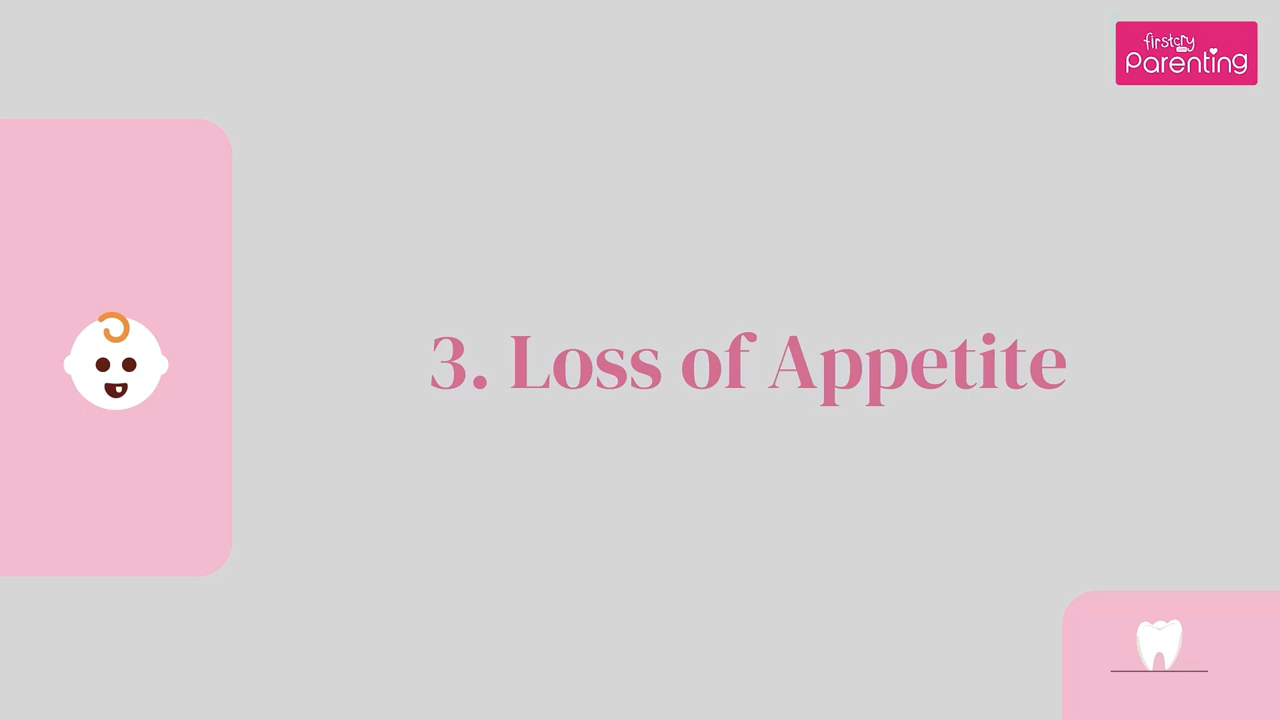 firstcry
Parenting
3. Loss of Appetite